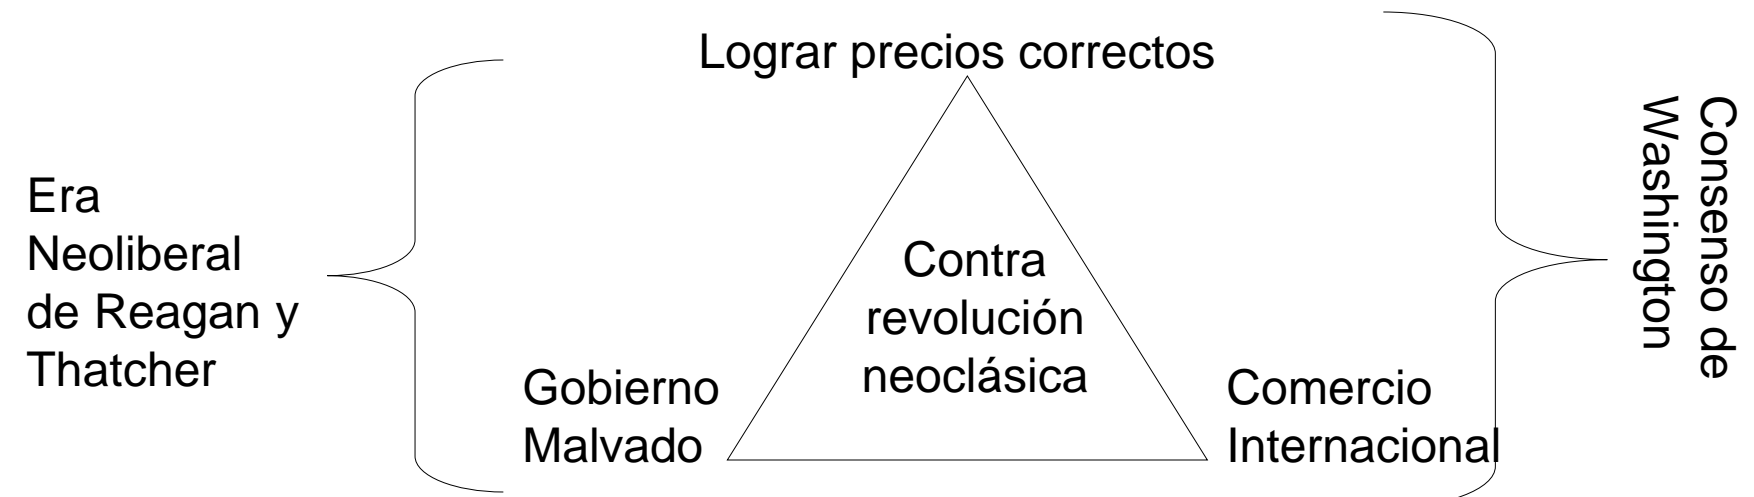 Lograr precios correctos
Era
Neoliberal
de Reagan y
Thatcher
Contra
revolución
neoclásica
Gobierno
Malvado
Comercio
Internacional
Consenso de
Washington